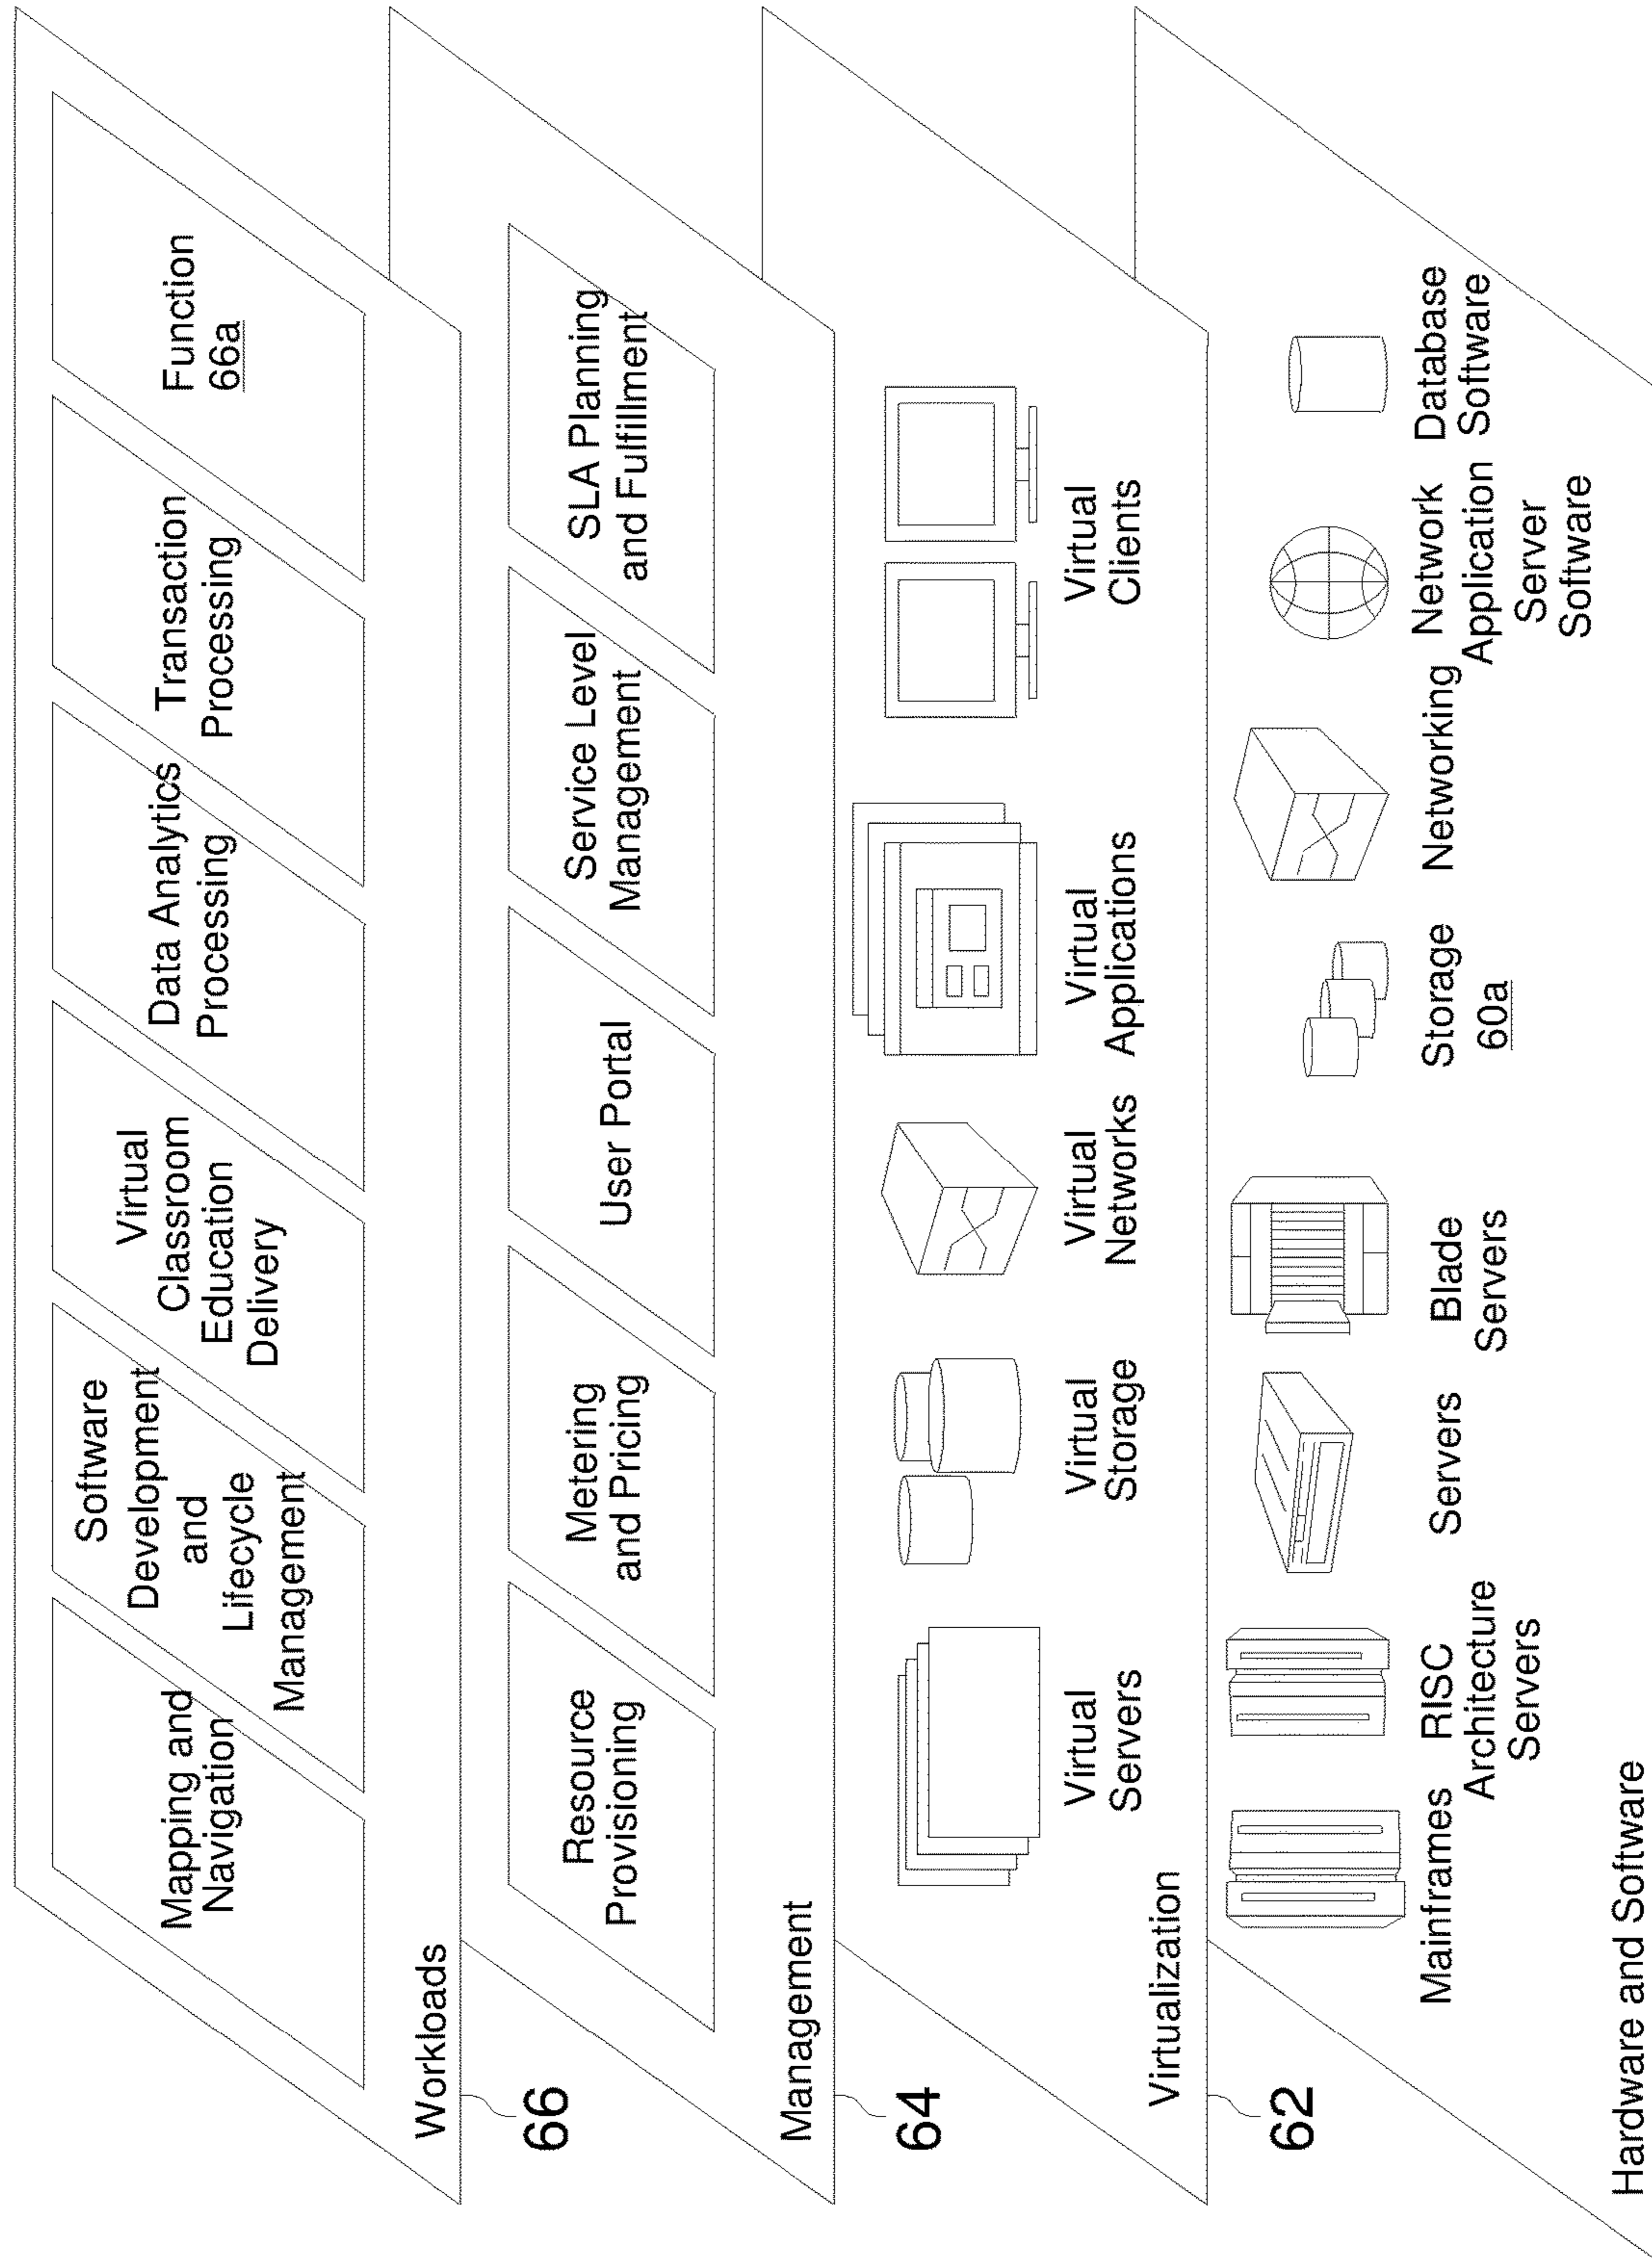 Mapping and
Navigation
Software
Development
and
Lifecycle
Management
Virtual
Classroom
Education
Delivery
Data Analytics
Processing
Transaction
Processing
Function
66a
Workloads
66
Resource
Provisioning
Metering
and Pricing
User Portal
Service Level
Management
SLA Planning
and Fulfillment
Management
64
Virtual
Servers
Virtual
Storage
Virtual
Networks
Virtual
Applications
Virtual
Clients
Virtualization
62
Mainframes
RISC
Architecture
Servers
Servers
Blade
Servers
Storage
60a
Networking
Network
Application
Server
Software
Database
Software
Hardware and Software